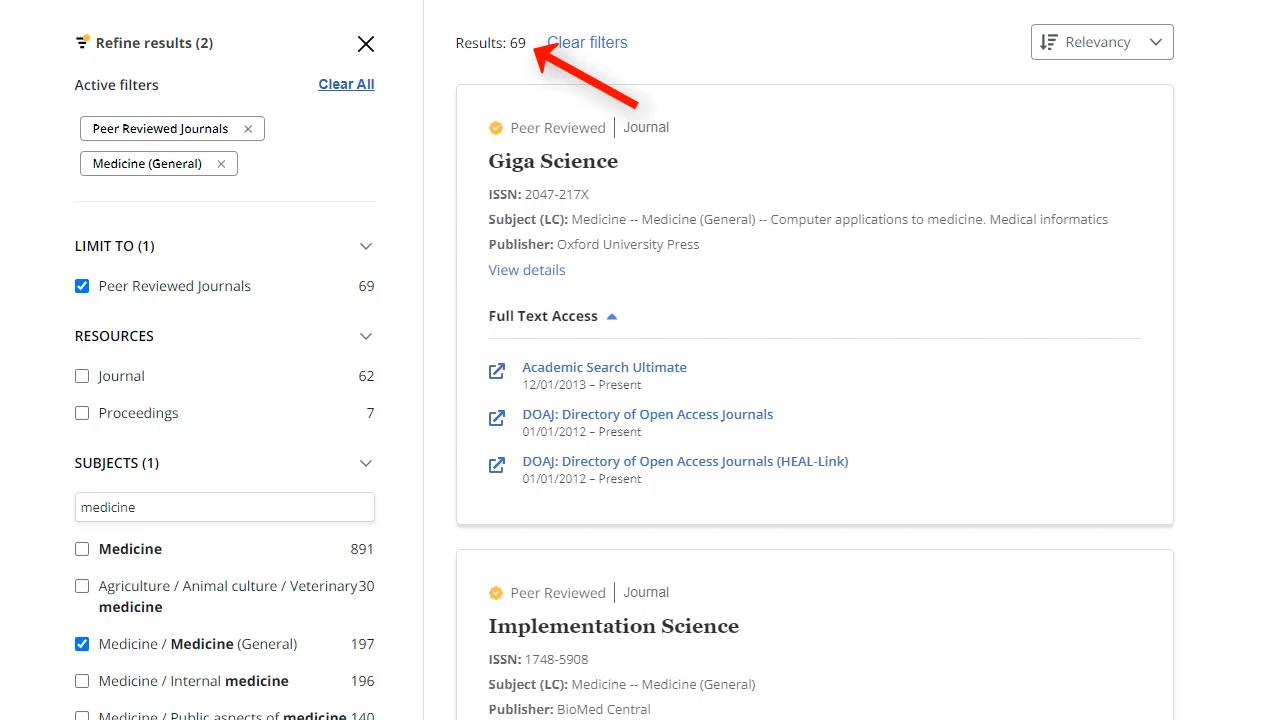 Refine results (2)
Active filters
Clear All
Peer Reviewed Journals
Medicine (General)
LIMIT TO (1)
Peer Reviewed Journals 69
RESOURCES
Journal 62
Proceedings 7
SUBJECTS (1)
medicine
Medicine 891
Agriculture / Animal culture / Veterinary 30
medicine
Medicine / Medicine (General) 197
Medicine / Internal medicine 196
Medicine / Public aspects of medicine 140
Results: 69
Clear filters
Relevancy
Peer Reviewed | Journal
Giga Science
ISSN: 2047-217X
Subject (LC): Medicine -- Medicine (General) -- Computer applications to medicine. Medical informatics
Publisher: Oxford University Press
View details
Full Text Access
Academic Search Ultimate
12/01/2013 – Present
DOAJ: Directory of Open Access Journals
01/01/2012 – Present
DOAJ: Directory of Open Access Journals (HEAL-Link)
01/01/2012 – Present
Peer Reviewed | Journal
Implementation Science
ISSN: 1748-5908
Subject (LC): Medicine -- Medicine (General)
Publisher: BioMed Central